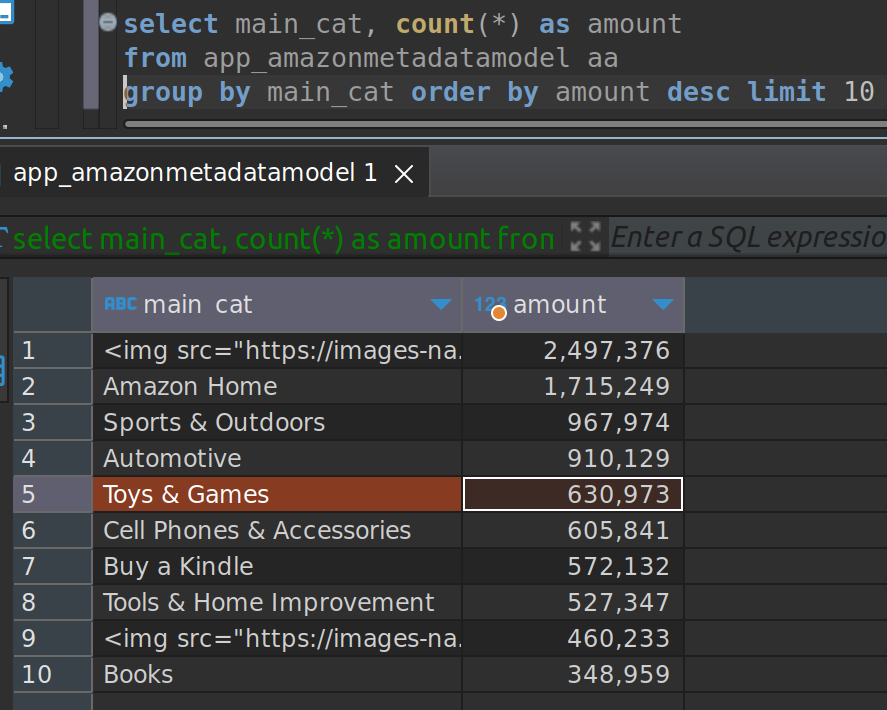 select main_cat, count(*) as amount
from app_amazonmetadatamodel aa
group by main_cat order by amount desc limit 10
app_amazonmetadatamodel 1
select main_cat, count(*) as amount from
Enter a SQL expressio
ABC main_cat 123 amount
1 <img src="https://images-na. 2,497,376
2 Amazon Home 1,715,249
3 Sports & Outdoors 967,974
4 Automotive 910,129
5 Toys & Games 630,973
6 Cell Phones & Accessories 605,841
7 Buy a Kindle 572,132
8 Tools & Home Improvement 527,347
9 <img src="https://images-na. 460,233
10 Books 348,959